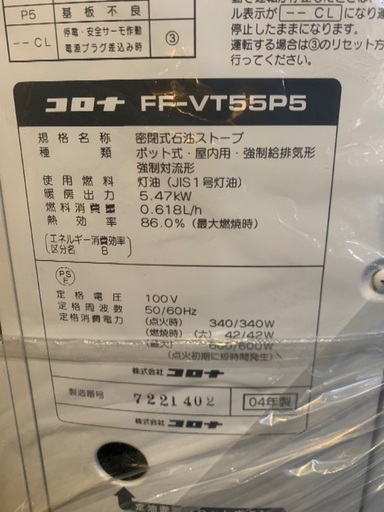 P5 基板不良
--CL 停電・安全サーモ作動
電源プラグ差込み時 ③
ル表示が --CL になり運
停止したままになります。
運転する場合は③のリセット方
行ってください。
コロナ FF-VT55P5
規格名称 密閉式石油ストーブ
種類 ポット式・屋内用・強制給排気形
強制対流形
使用燃料 灯油(JIS1号灯油)
暖房出力 5.47kW
燃料消費量 0.618L/h
熱効率 86.0%(最大燃焼時)
(エネルギー消費効率)
区分名 B
PS
定格電圧 100V
定格周波数 50/60Hz
定格消費電力 (点火時) 340/340W
(燃焼時)(大) 42/42W
(最大) /600W
(点火初期に短時間発生)
株式会社 コロナ
製造番号 7221402 04年製
株式会社 コロナ